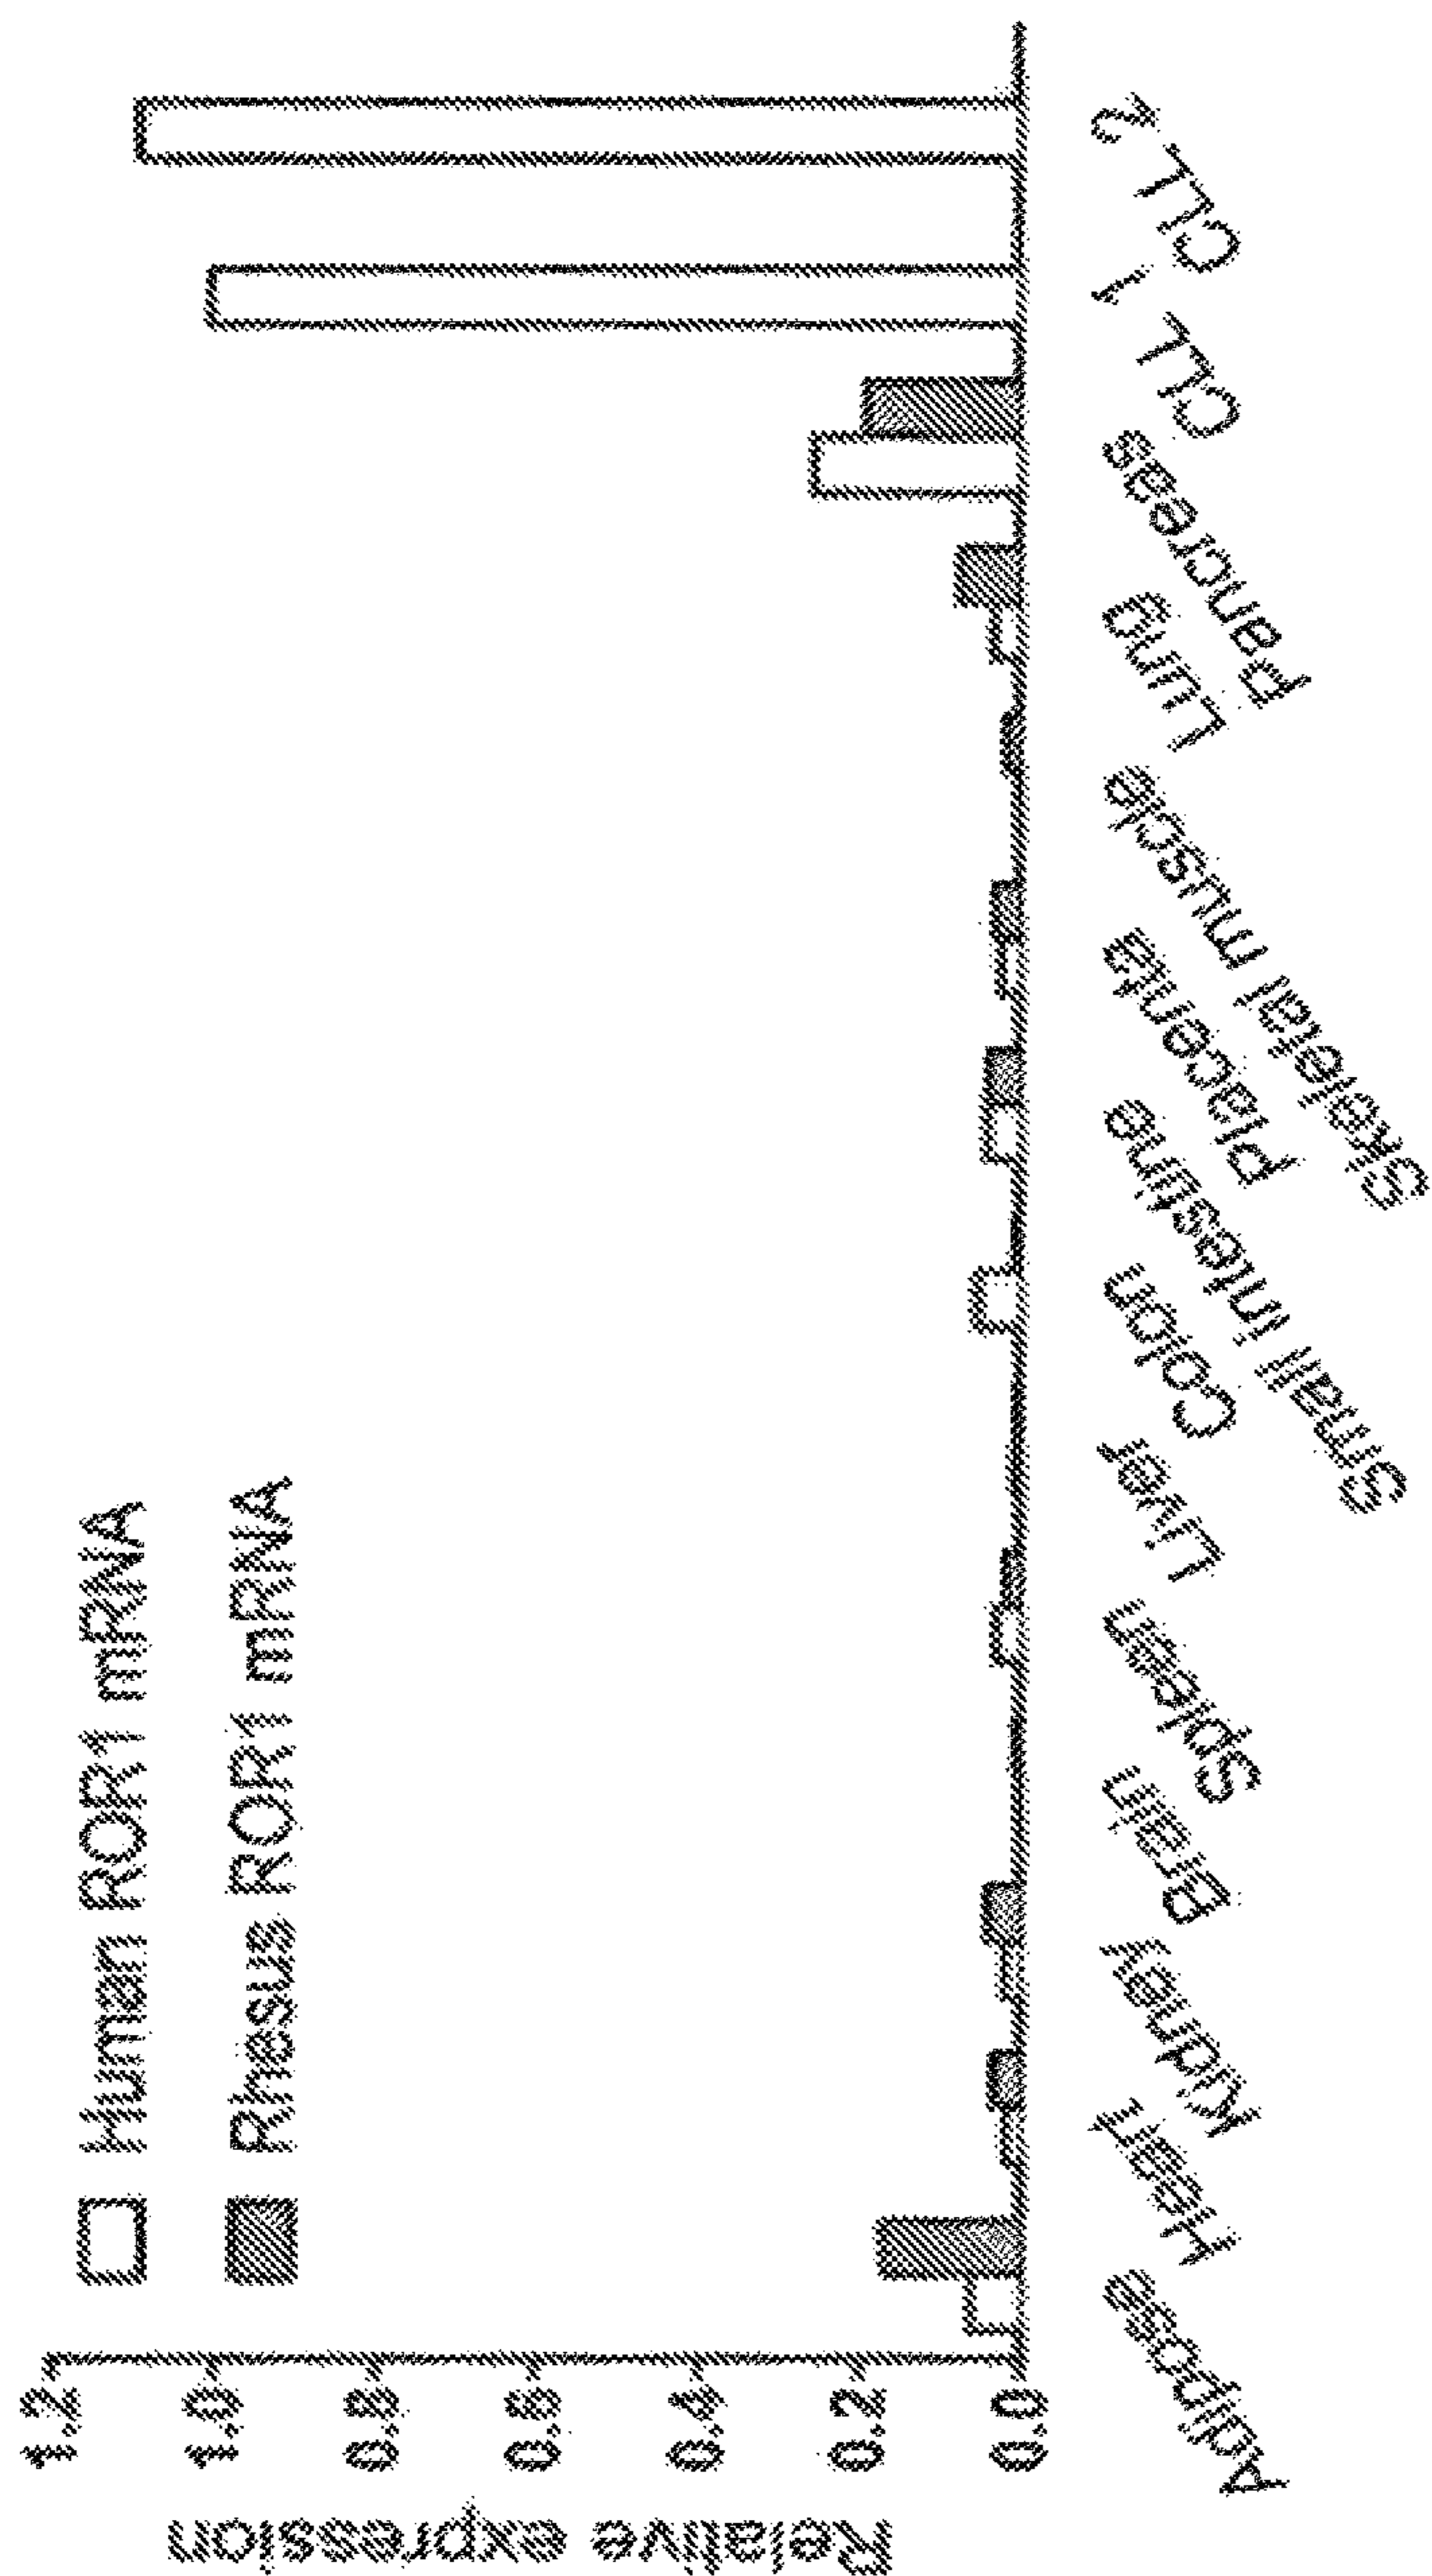 Human ROR1 mRNA
Rhesus ROR1 mRNA
Relative expression
1.2
1.0
0.8
0.6
0.4
0.2
0.0
Adipose
Heart
Kidney
Brain
Spleen
Liver
Colon
Small intestine
Placenta
Skeletal muscle
Lung
Pancreas
CLL 1
CLL 2